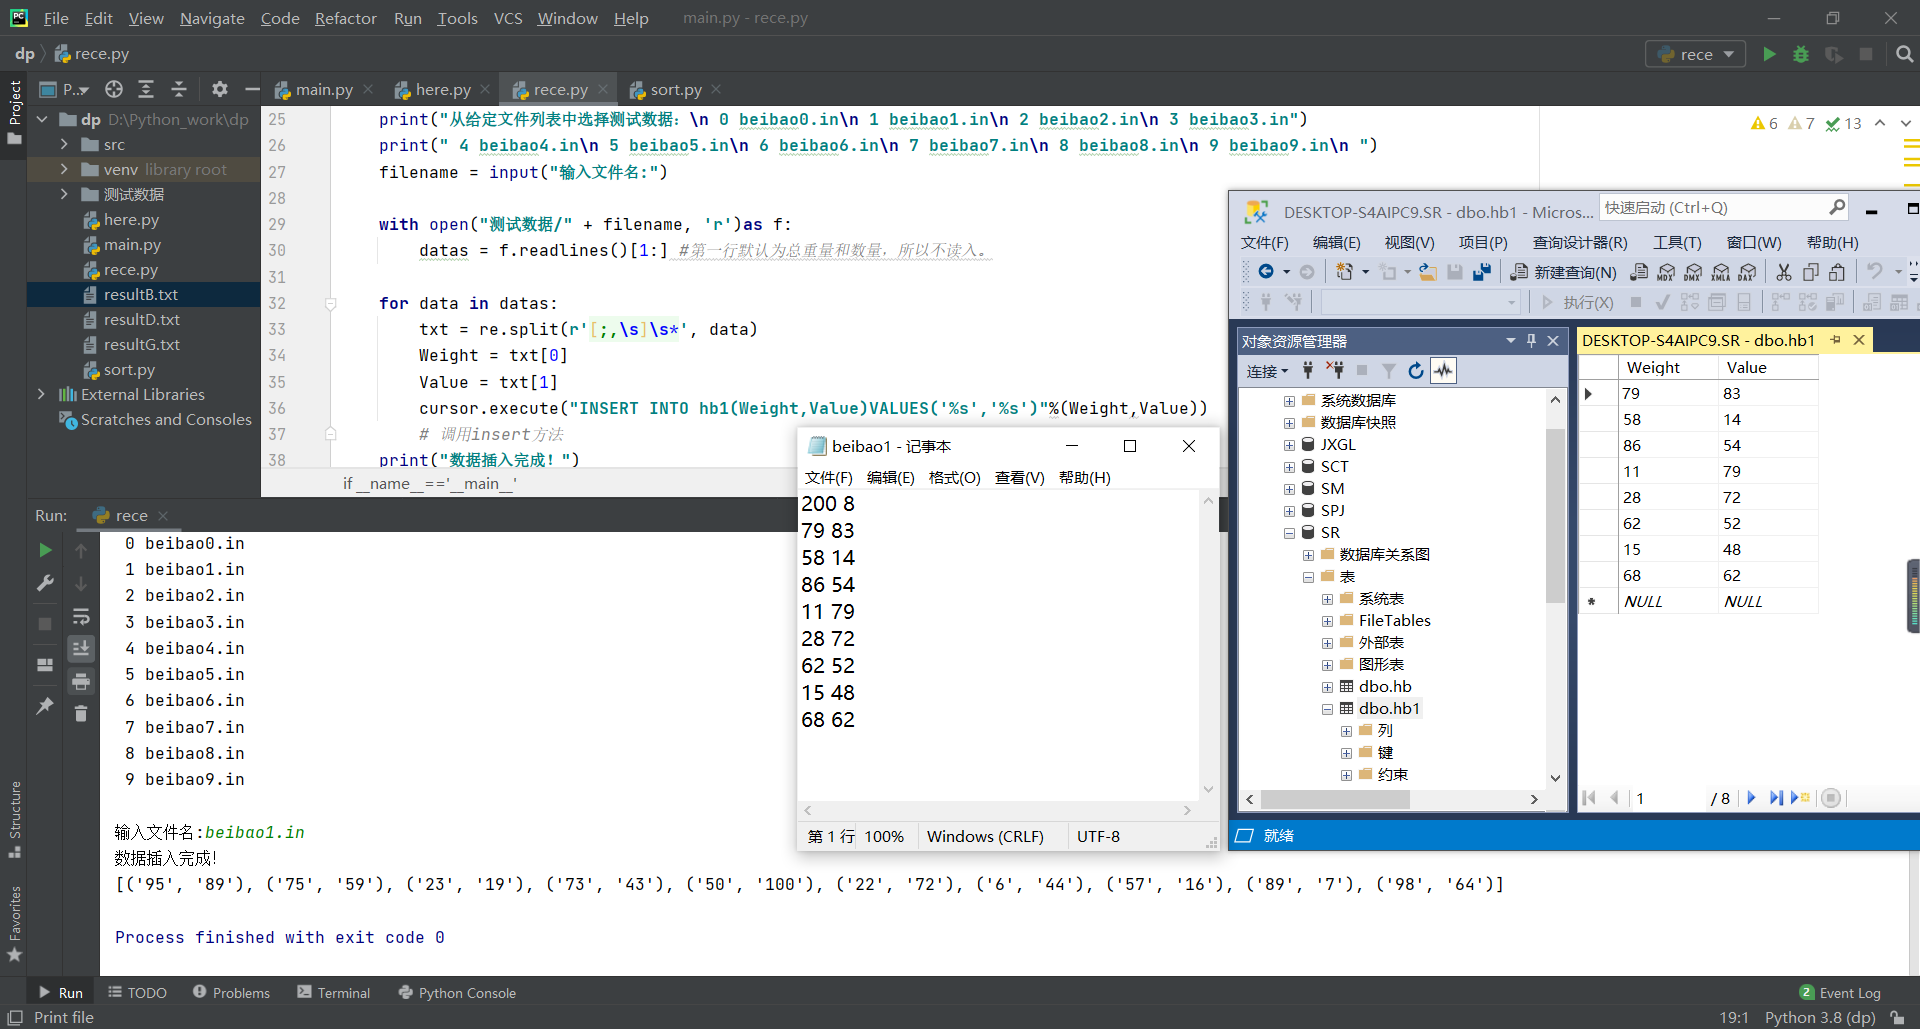 File Edit View Navigate Code Refactor Run Tools VCS Window Help main.py - rece.py
dp rece.py
rece
Project
P...
main.py
here.py
rece.py
sort.py
dp D:\Python_work\dp
src
venv library root
测试数据
here.py
main.py
rece.py
resultB.txt
resultD.txt
resultG.txt
sort.py
External Libraries
Scratches and Consoles
6 7 13
25 print("从给定文件列表中选择测试数据：\n 0 beibao0.in\n 1 beibao1.in\n 2 beibao2.in\n 3 beibao3.in")
26 print(" 4 beibao4.in\n 5 beibao5.in\n 6 beibao6.in\n 7 beibao7.in\n 8 beibao8.in\n 9 beibao9.in\n ")
27 filename = input("输入文件名:")
28
29 with open("测试数据/" + filename, 'r')as f:
30 datas = f.readlines()[1:] #第一行默认为总重量和数量，所以不读入。
31
32 for data in datas:
33 txt = re.split(r'[;,\s]\s*', data)
34 Weight = txt[0]
35 Value = txt[1]
36 cursor.execute("INSERT INTO hb1(Weight,Value)VALUES('%s','%s')"%(Weight,Value))
37 # 调用insert方法
38 print("数据插入完成！")
if __name__=='__main__'
Run: rece
0 beibao0.in
1 beibao1.in
2 beibao2.in
3 beibao3.in
4 beibao4.in
5 beibao5.in
6 beibao6.in
7 beibao7.in
8 beibao8.in
9 beibao9.in
输入文件名:beibao1.in
数据插入完成！
[('95', '89'), ('75', '59'), ('23', '19'), ('73', '43'), ('50', '100'), ('22', '72'), ('6', '44'), ('57', '16'), ('89', '7'), ('98', '64')]
Process finished with exit code 0
beibao1 - 记事本
文件(F) 编辑(E) 格式(O) 查看(V) 帮助(H)
200 8
79 83
58 14
86 54
11 79
28 72
62 52
15 48
68 62
第 1 行 100% Windows (CRLF) UTF-8
DESKTOP-S4AIPC9.SR - dbo.hb1 - Micros... 快速启动 (Ctrl+Q)
文件(F) 编辑(E) 视图(V) 项目(P) 查询设计器(R) 工具(T) 窗口(W) 帮助(H)
新建查询(N) MDX DMX XMLA DAX
执行(X)
对象资源管理器
连接
系统数据库
数据库快照
JXGL
SCT
SM
SPJ
SR
数据库关系图
表
系统表
FileTables
外部表
图形表
dbo.hb
dbo.hb1
列
键
约束
DESKTOP-S4AIPC9.SR - dbo.hb1
Weight Value
79 83
58 14
86 54
11 79
28 72
62 52
15 48
68 62
NULL NULL
1 / 8
就绪
Structure
Favorites
Run TODO Problems Terminal Python Console
2 Event Log
Print file
19:1 Python 3.8 (dp)